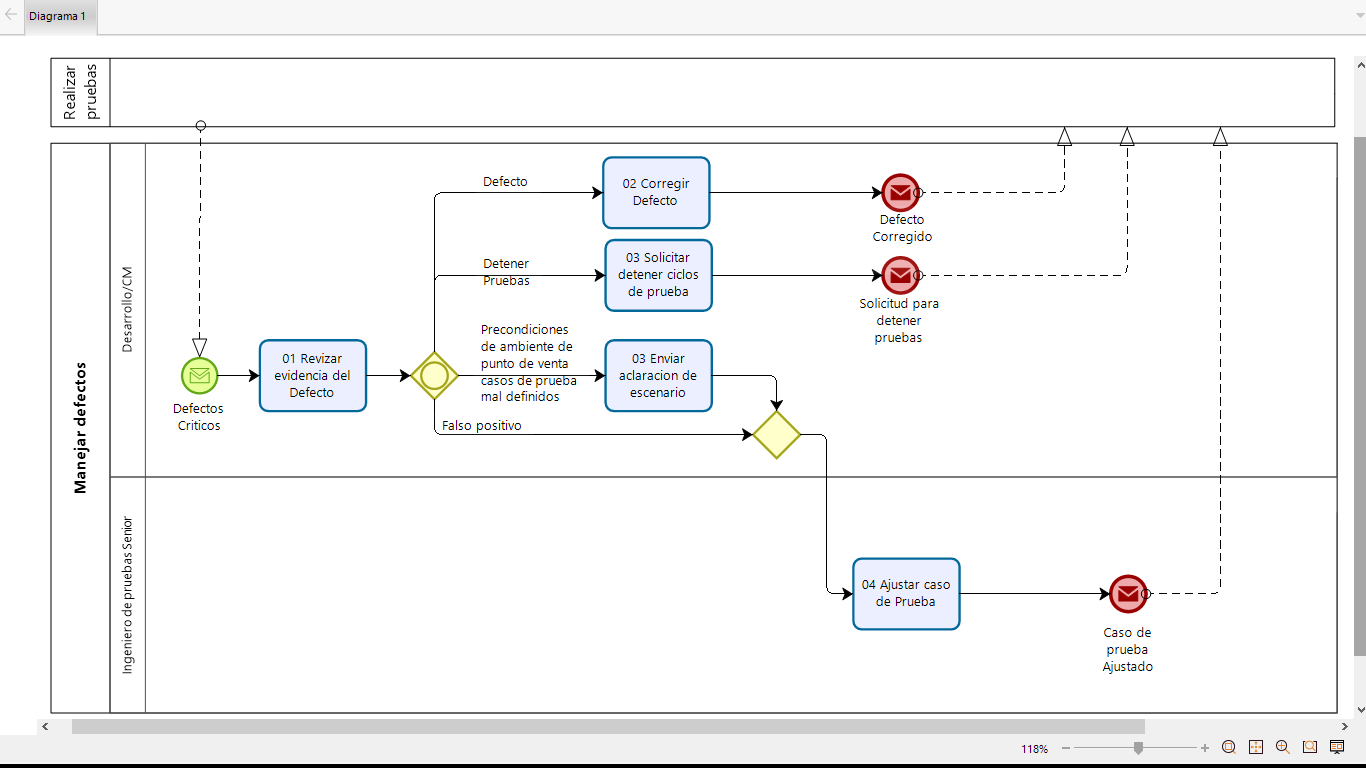 Diagrama 1
Realizar
pruebas
Manejar defectos
Desarrollo/CM
Defecto
02 Corregir
Defecto
Defecto
Corregido
Detener
Pruebas
03 Solicitar
detener ciclos
de prueba
Solicitud para
detener
pruebas
Defectos
Criticos
01 Revizar
evidencia del
Defecto
Precondiciones
de ambiente de
punto de venta
casos de prueba
mal definidos
03 Enviar
aclaracion de
escenario
Falso positivo
Ingeniero de pruebas Senior
04 Ajustar caso
de Prueba
Caso de
prueba
Ajustado
118%